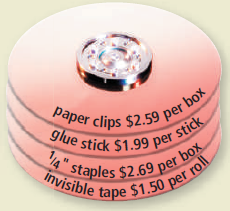 paper clips $2.59 per box
glue stick $1.99 per stick
1/4" staples $2.69 per box
invisible tape $1.50 per roll